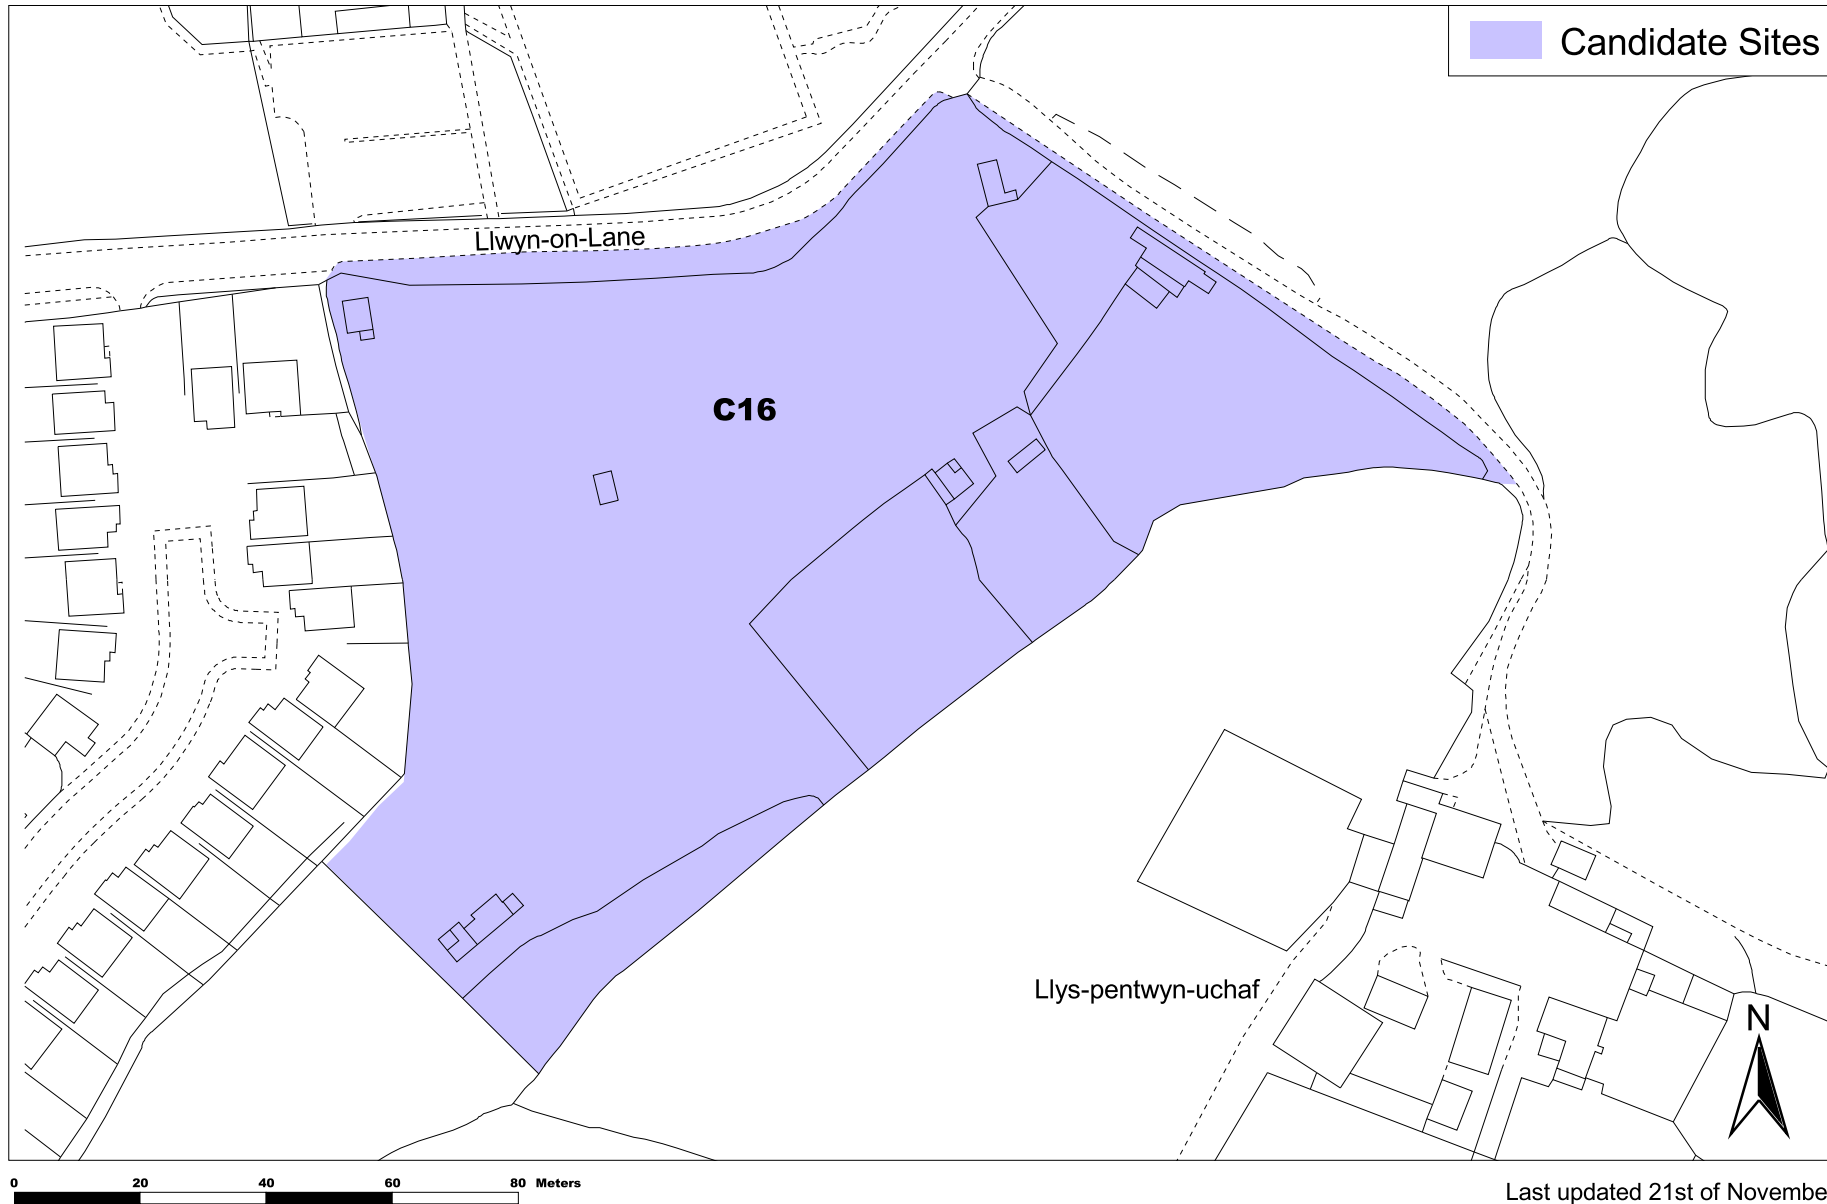 Candidate Sites
Llwyn-on-Lane
C16
Llys-pentwyn-uchaf
N
0 20 40 60 80 Meters
Last updated 21st of Novembe